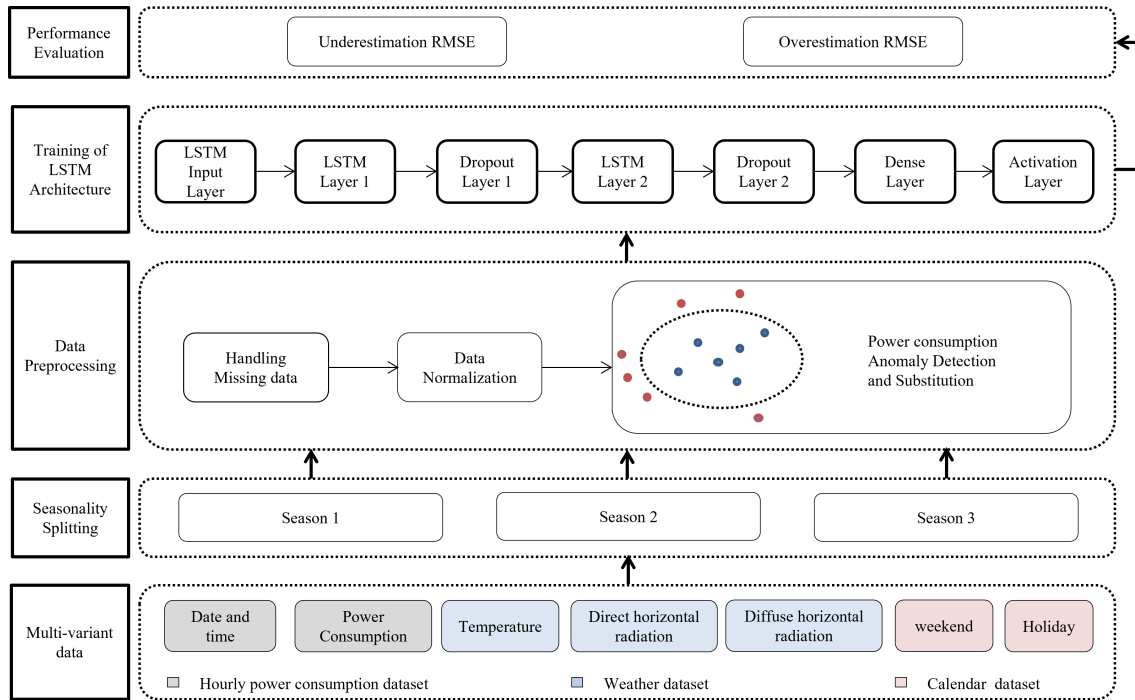 Performance
Evaluation
Underestimation RMSE
Overestimation RMSE
Training of
LSTM
Architecture
LSTM
Input
Layer
LSTM
Layer 1
Dropout
Layer 1
LSTM
Layer 2
Dropout
Layer 2
Dense
Layer
Activation
Layer
Data
Preprocessing
Handling
Missing data
Data
Normalization
Power consumption
Anomaly Detection
and Substitution
Seasonality
Splitting
Season 1
Season 2
Season 3
Multi-variant
data
Date and
time
Power
Consumption
Temperature
Direct horizontal
radiation
Diffuse horizontal
radiation
weekend
Holiday
Hourly power consumption dataset
Weather dataset
Calendar dataset